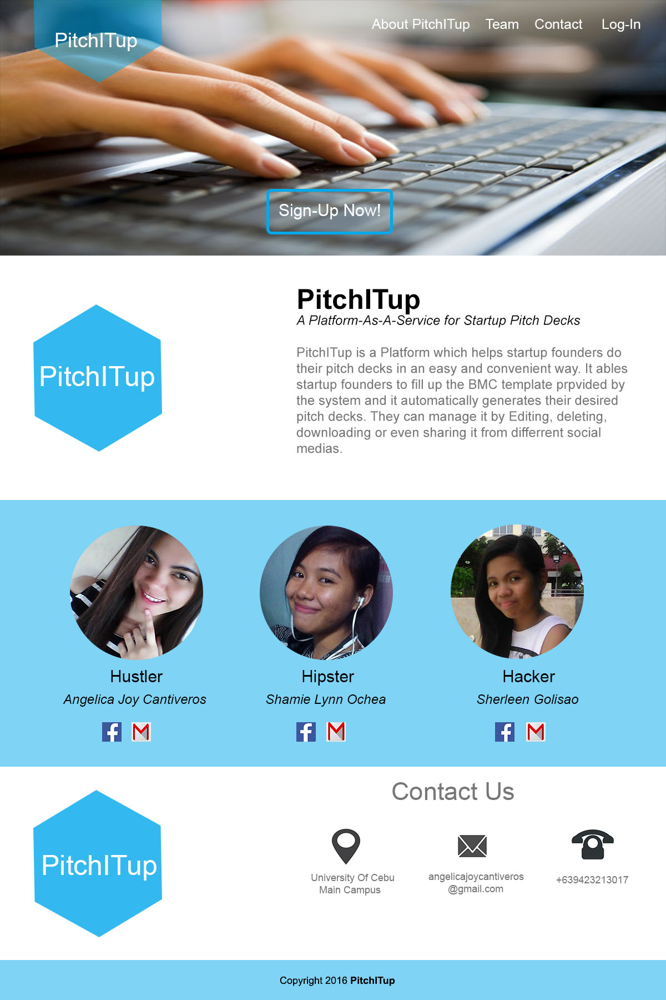 PitchITup
About PitchITup Team Contact Log-In
Sign-Up Now!
PitchITup
PitchITup
A Platform-As-A-Service for Startup Pitch Decks
PitchITup is a Platform which helps startup founders do
their pitch decks in an easy and convenient way. It ables
startup founders to fill up the BMC template prpvided by
the system and it automatically generates their desired
pitch decks. They can manage it by Editing, deleting,
downloading or even sharing it from differrent social
medias.
Hustler
Angelica Joy Cantiveros
Hipster
Shamie Lynn Ochea
Hacker
Sherleen Golisao
PitchITup
Contact Us
University Of Cebu
Main Campus
angelicajoycantiveros
@gmail.com
+639423213017
Copyright 2016 PitchITup